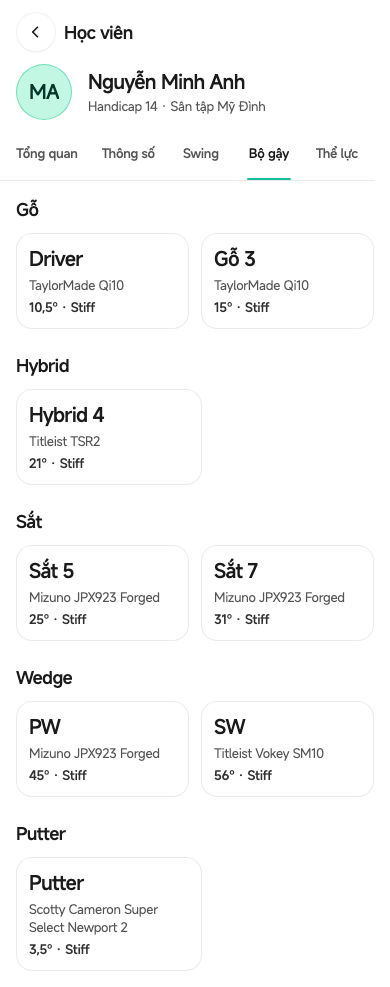 Học viên
MA
Nguyễn Minh Anh
Handicap 14 · Sân tập Mỹ Đình
Tổng quan Thông số Swing Bộ gậy Thể lực
Gỗ
Driver
TaylorMade Qi10
10,5° · Stiff
Gỗ 3
TaylorMade Qi10
15° · Stiff
Hybrid
Hybrid 4
Titleist TSR2
21° · Stiff
Sắt
Sắt 5
Mizuno JPX923 Forged
25° · Stiff
Sắt 7
Mizuno JPX923 Forged
31° · Stiff
Wedge
PW
Mizuno JPX923 Forged
45° · Stiff
SW
Titleist Vokey SM10
56° · Stiff
Putter
Putter
Scotty Cameron Super
Select Newport 2
3,5° · Stiff